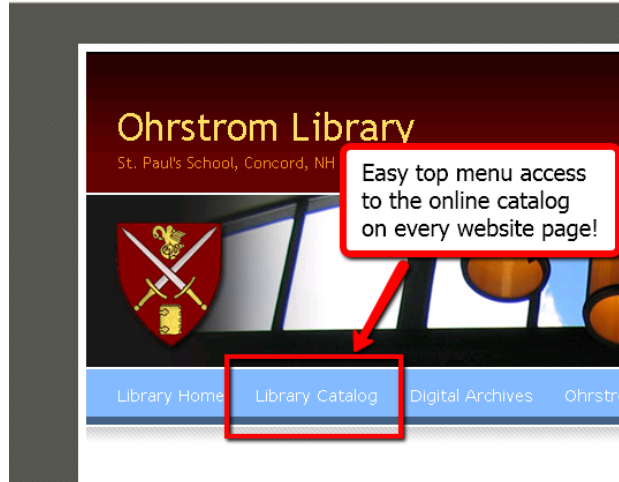 Ohrstrom Library
St. Paul's School, Concord, NH
Easy top menu access
to the online catalog
on every website page!
Library Home Library Catalog Digital Archives